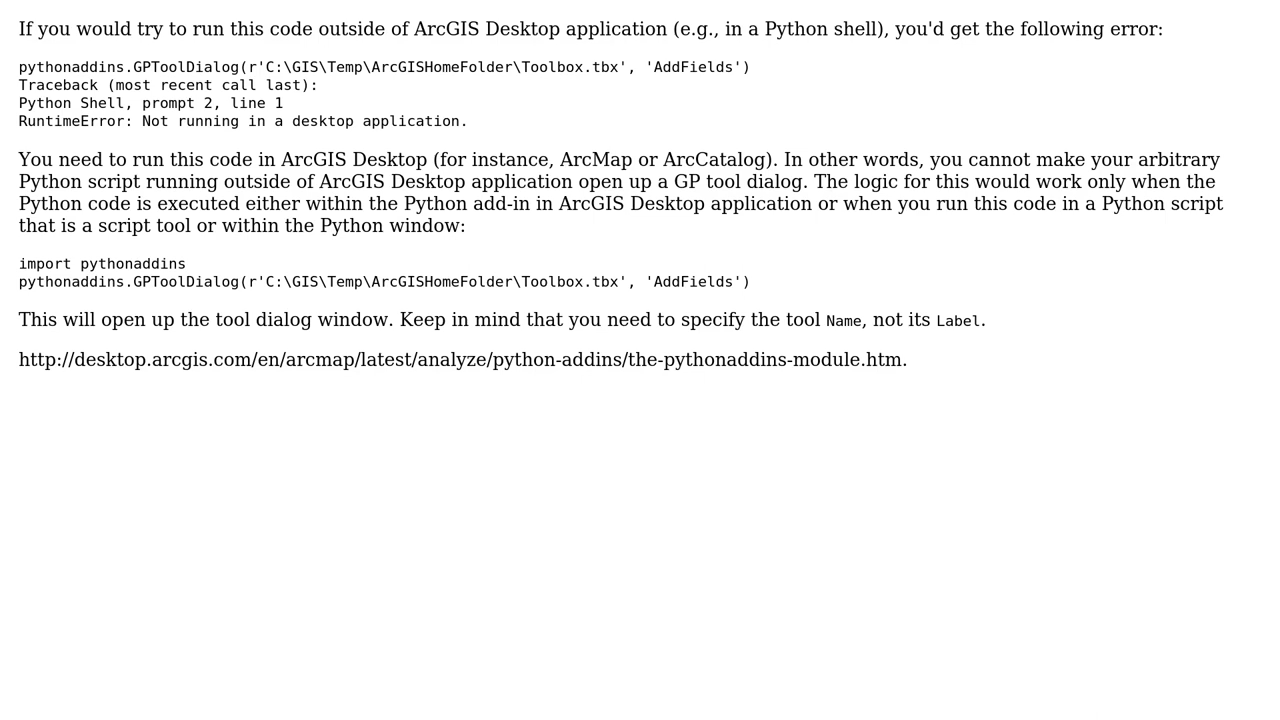 If you would try to run this code outside of ArcGIS Desktop application (e.g., in a Python shell), you'd get the following error:
pythonaddins.GPToolDialog(r'C:\GIS\Temp\ArcGISHomeFolder\Toolbox.tbx', 'AddFields')
Traceback (most recent call last):
Python Shell, prompt 2, line 1
RuntimeError: Not running in a desktop application.
You need to run this code in ArcGIS Desktop (for instance, ArcMap or ArcCatalog). In other words, you cannot make your arbitrary
Python script running outside of ArcGIS Desktop application open up a GP tool dialog. The logic for this would work only when the
Python code is executed either within the Python add-in in ArcGIS Desktop application or when you run this code in a Python script
that is a script tool or within the Python window:
import pythonaddins
pythonaddins.GPToolDialog(r'C:\GIS\Temp\ArcGISHomeFolder\Toolbox.tbx', 'AddFields')
This will open up the tool dialog window. Keep in mind that you need to specify the tool Name, not its Label.
http://desktop.arcgis.com/en/arcmap/latest/analyze/python-addins/the-pythonaddins-module.htm.